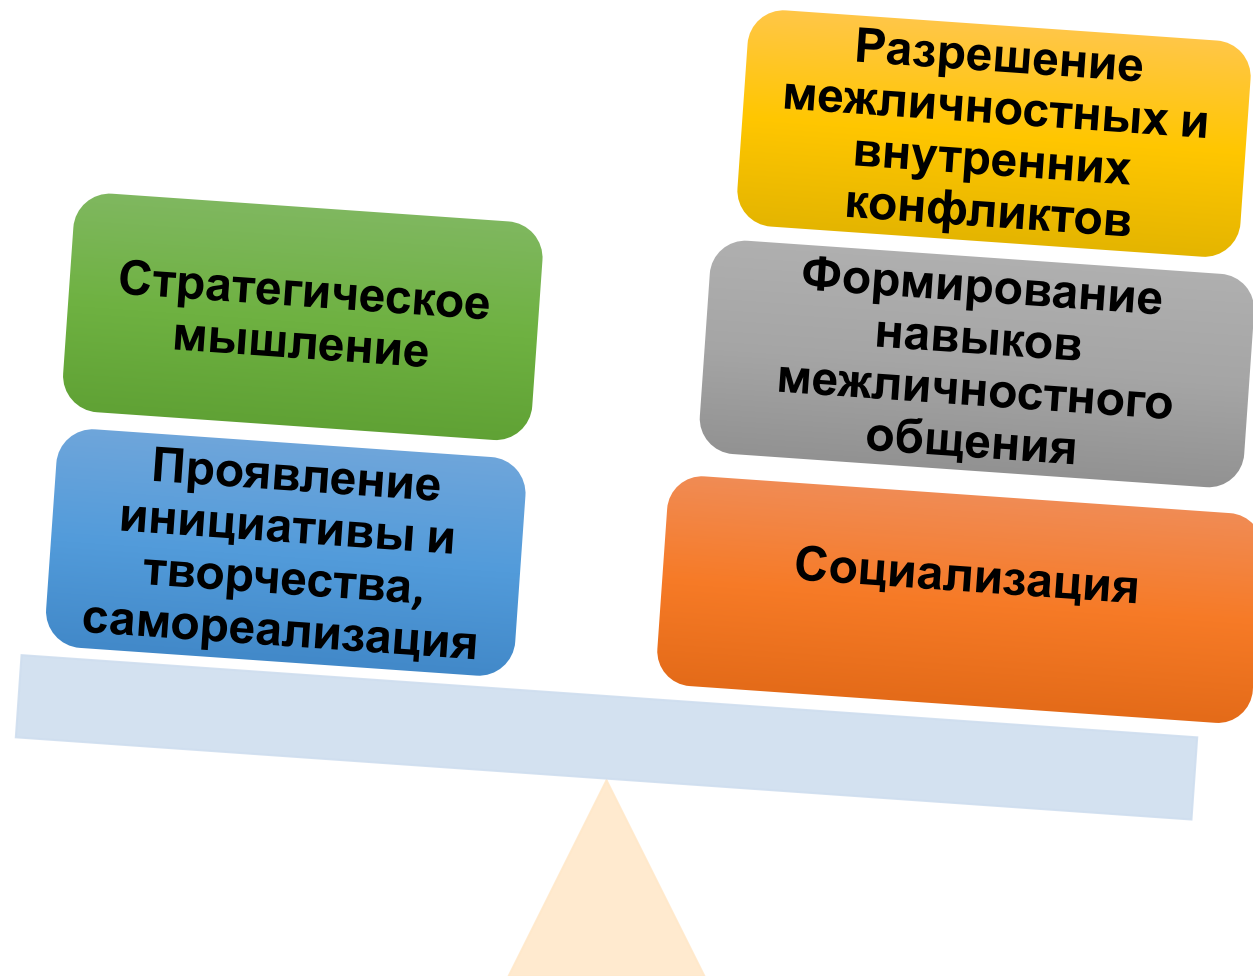 Стратегическое
мышление
Проявление
инициативы и
творчества,
самореализация
Разрешение
межличностных и
внутренних
конфликтов
Формирование
навыков
межличностного
общения
Социализация